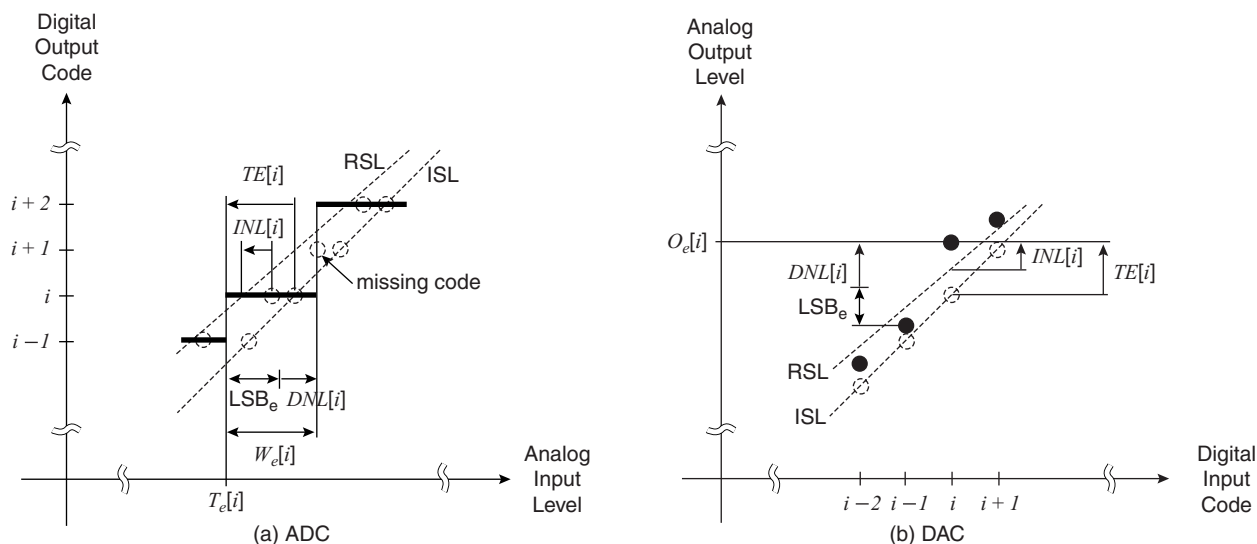 Digital
Output
Code
RSL
ISL
TE[i]
i + 2
INL[i]
i + 1
missing code
i
i – 1
LSBe
DNL[i]
We[i]
Analog
Input
Level
Te[i]
(a) ADC
Analog
Output
Level
Oe[i]
DNL[i]
INL[i]
TE[i]
LSBe
RSL
ISL
Digital
Input
Code
i – 2
i – 1
i
i + 1
(b) DAC